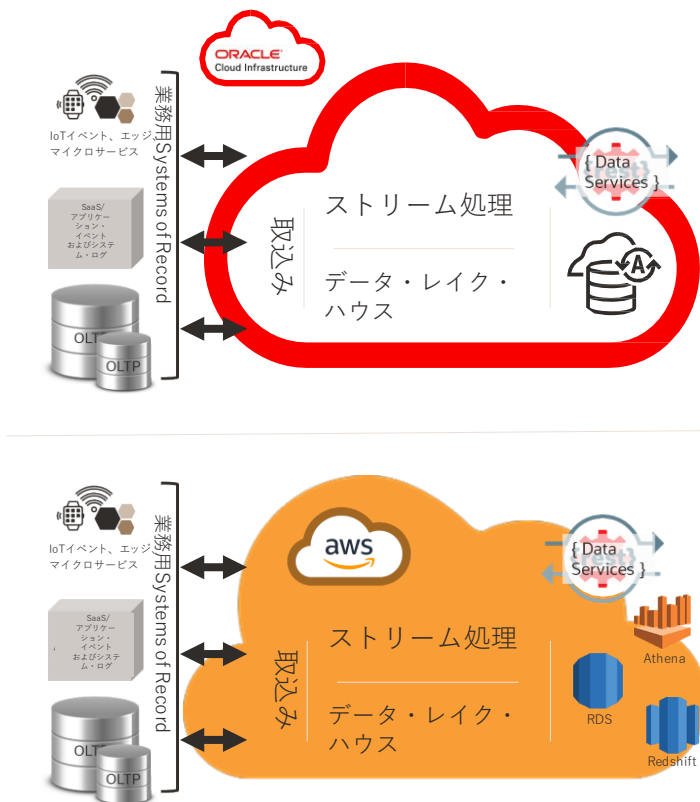 ORACLE
Cloud Infrastructure
IoTイベント、エッジ、
マイクロサービス
SaaS/
アプリケー
ション・
イベント
およびシステ
ム・ログ
OLTP
OLTP
業務用Systems of Record
取込み
ストリーム処理
データ・レイク・
ハウス
{ Data
Services }
{rest}
A
IoTイベント、エッジ、
マイクロサービス
SaaS/
アプリケー
ション・
イベント
およびシステ
ム・ログ
OLTP
OLTP
業務用Systems of Record
aws
取込み
ストリーム処理
データ・レイク・
ハウス
{ Data
Services }
{rest}
Athena
RDS
Redshift